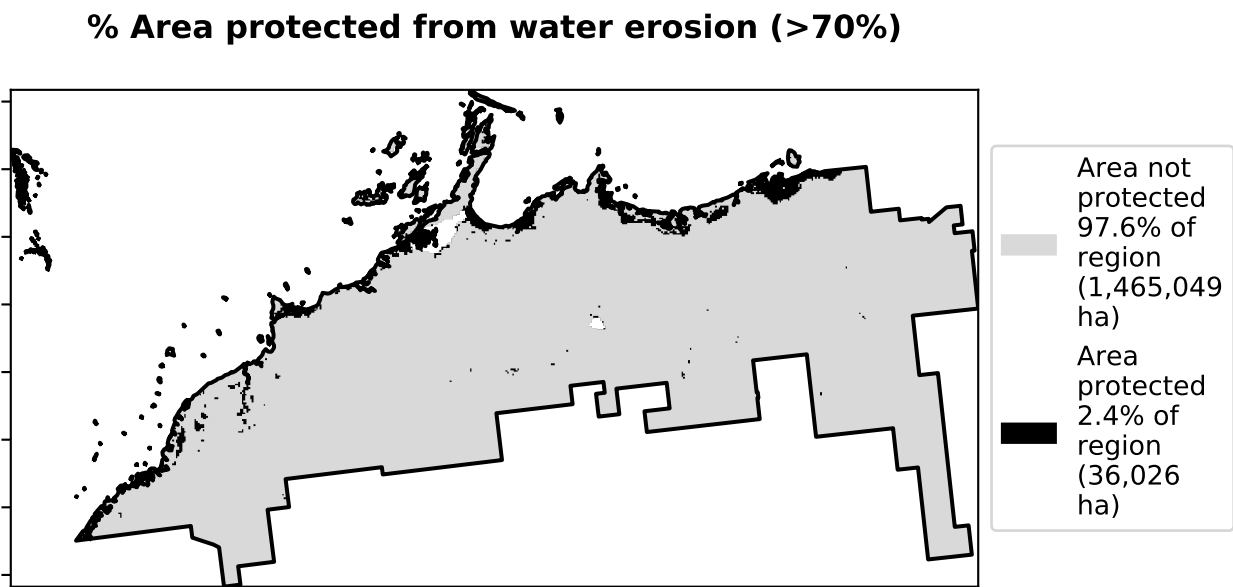 % Area protected from water erosion (>70%)
Area not
protected
97.6% of
region
(1,465,049
ha)
Area
protected
2.4% of
region
(36,026
ha)